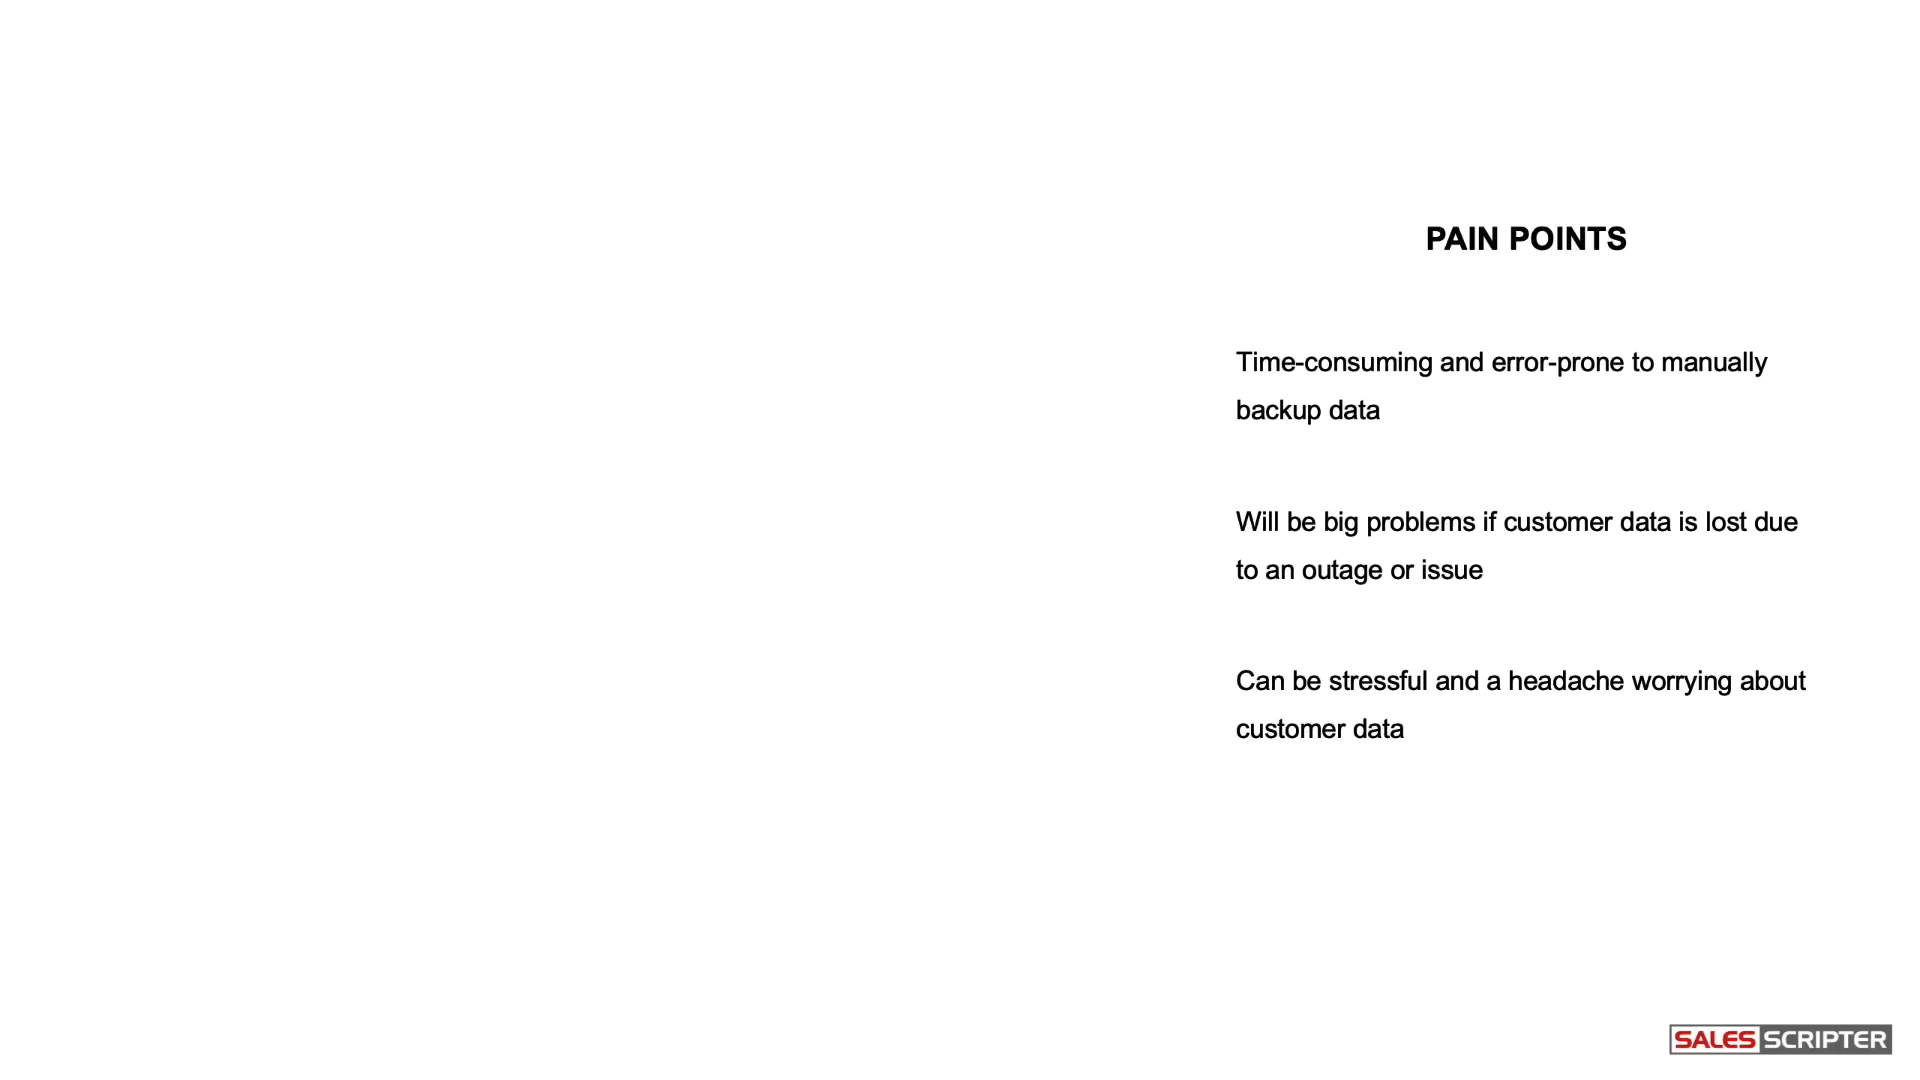 PAIN POINTS
Time-consuming and error-prone to manually
backup data
Will be big problems if customer data is lost due
to an outage or issue
Can be stressful and a headache worrying about
customer data
SALES SCRIPTER